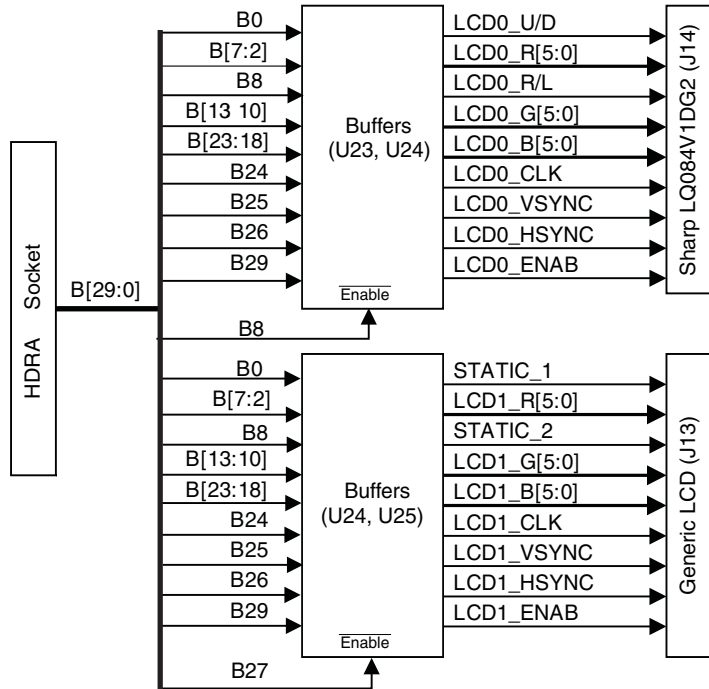 HDRA Socket
B[29:0]
B0
B[7:2]
B8
B[13 10]
B[23:18]
B24
B25
B26
B29
B8
Buffers
(U23, U24)
Enable
LCD0_U/D
LCD0_R[5:0]
LCD0_R/L
LCD0_G[5:0]
LCD0_B[5:0]
LCD0_CLK
LCD0_VSYNC
LCD0_HSYNC
LCD0_ENAB
Sharp LQ084V1DG2 (J14)
B0
B[7:2]
B8
B[13:10]
B[23:18]
B24
B25
B26
B29
B27
Buffers
(U24, U25)
Enable
STATIC_1
LCD1_R[5:0]
STATIC_2
LCD1_G[5:0]
LCD1_B[5:0]
LCD1_CLK
LCD1_VSYNC
LCD1_HSYNC
LCD1_ENAB
Generic LCD (J13)